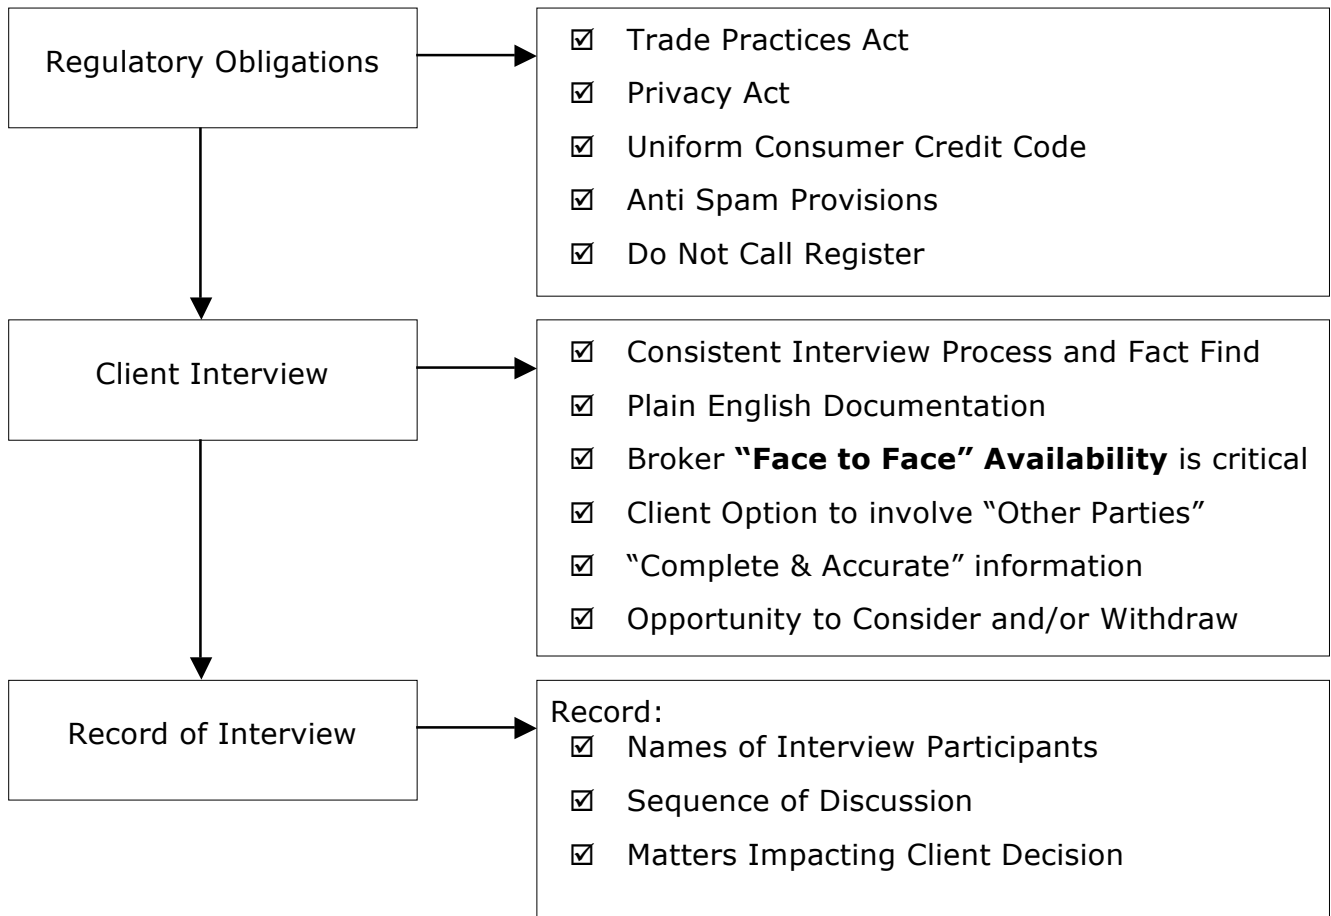 Regulatory Obligations
☑ Trade Practices Act
☑ Privacy Act
☑ Uniform Consumer Credit Code
☑ Anti Spam Provisions
☑ Do Not Call Register
Client Interview
☑ Consistent Interview Process and Fact Find
☑ Plain English Documentation
☑ Broker “Face to Face” Availability is critical
☑ Client Option to involve “Other Parties”
☑ “Complete & Accurate” information
☑ Opportunity to Consider and/or Withdraw
Record of Interview
Record:
☑ Names of Interview Participants
☑ Sequence of Discussion
☑ Matters Impacting Client Decision